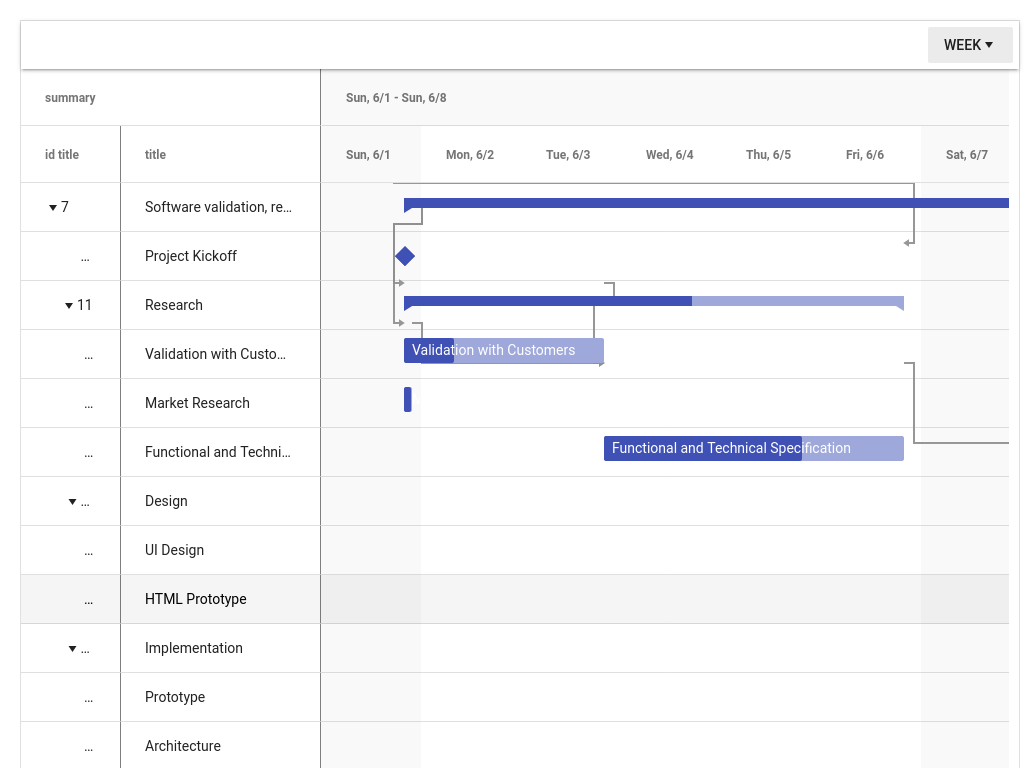 WEEK
summary
Sun, 6/1 - Sun, 6/8
id title
title
Sun, 6/1
Mon, 6/2
Tue, 6/3
Wed, 6/4
Thu, 6/5
Fri, 6/6
Sat, 6/7
7
Software validation, re...
...
Project Kickoff
11
Research
...
Validation with Custo...
Validation with Customers
...
Market Research
...
Functional and Techni...
Functional and Technical Specification
...
Design
...
UI Design
...
HTML Prototype
...
Implementation
...
Prototype
...
Architecture